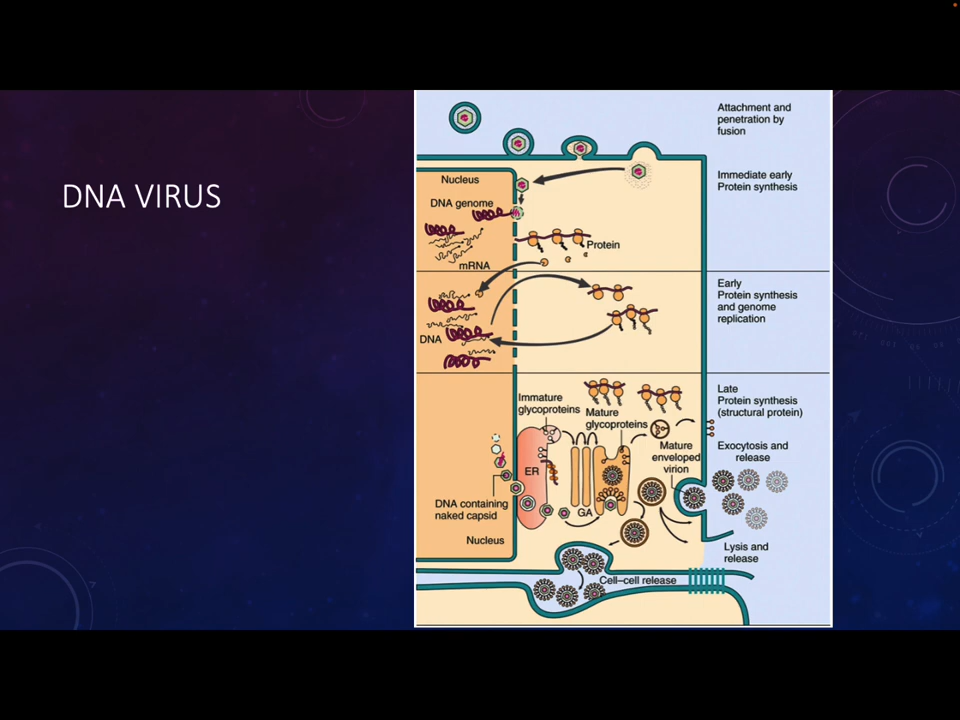 DNA VIRUS
Attachment and
penetration by
fusion
Immediate early
Protein synthesis
Nucleus
DNA genome
Protein
mRNA
Early
Protein synthesis
and genome
replication
DNA
Late
Protein synthesis
(structural protein)
Immature
glycoproteins
Mature
glycoproteins
Mature
enveloped
virion
Exocytosis and
release
ER
DNA containing
naked capsid
GA
Nucleus
Lysis and
release
Cell–cell release